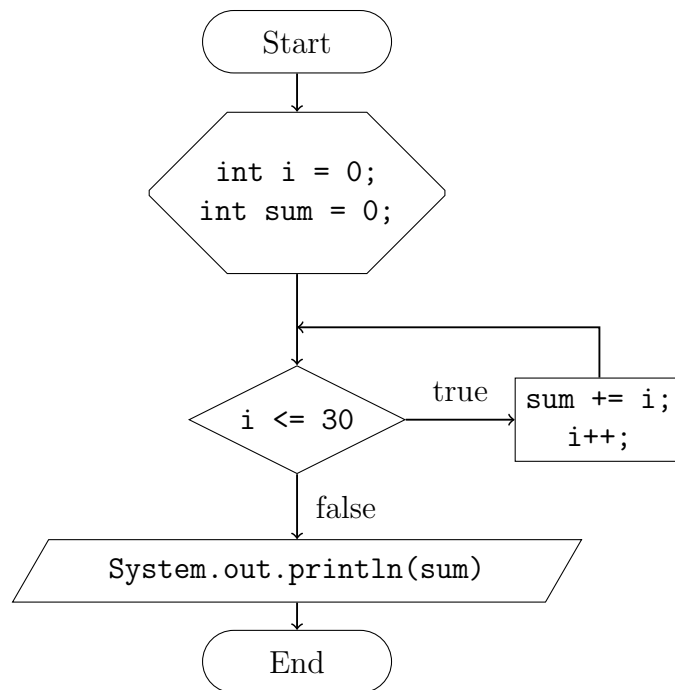 Start
int i = 0;
int sum = 0;
i <= 30
true
sum += i;
i++;
false
System.out.println(sum)
End